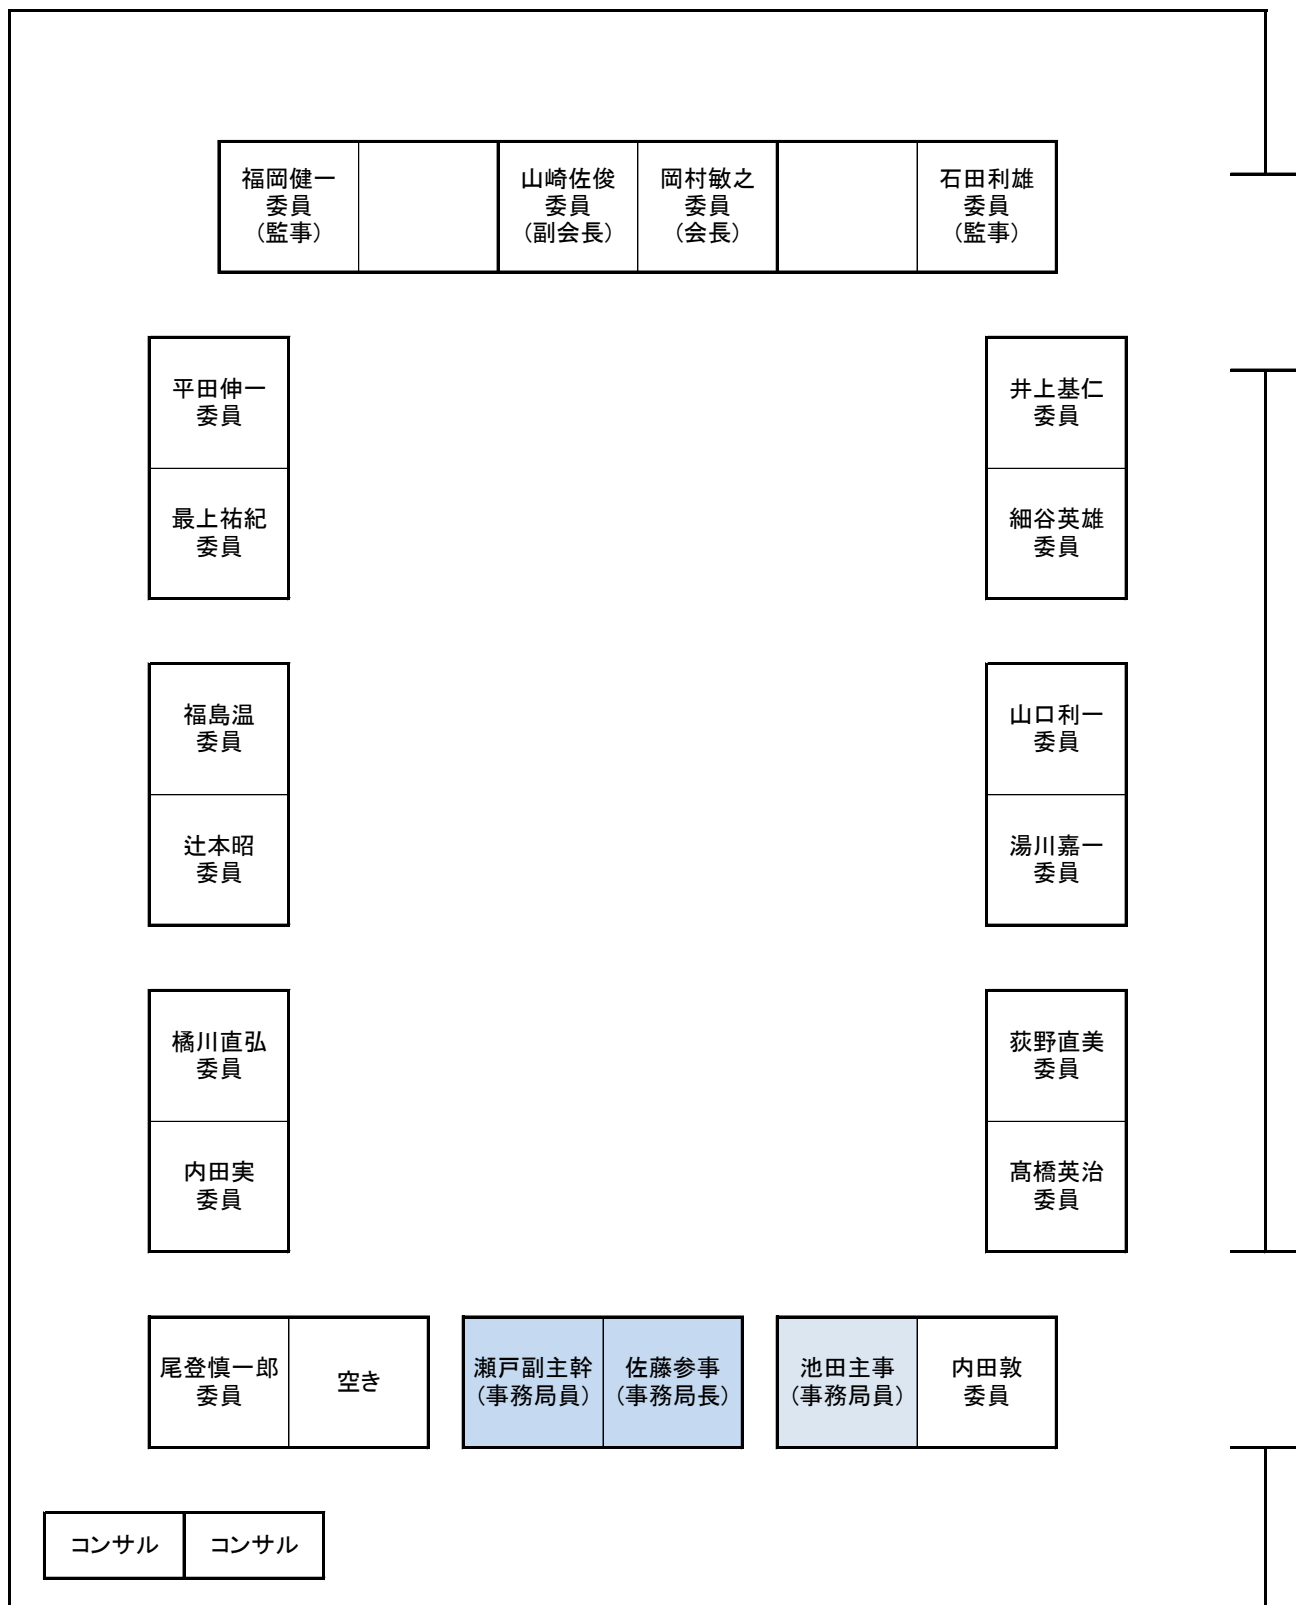 福岡健一
委員
（監事）
山崎佐俊
委員
（副会長）
岡村敏之
委員
（会長）
石田利雄
委員
（監事）
平田伸一
委員
井上基仁
委員
最上祐紀
委員
細谷英雄
委員
福島温
委員
山口利一
委員
辻本昭
委員
湯川嘉一
委員
橘川直弘
委員
荻野直美
委員
内田実
委員
髙橋英治
委員
尾登慎一郎
委員
空き
瀬戸副主幹
（事務局員）
佐藤参事
（事務局長）
池田主事
（事務局員）
内田敦
委員
コンサル
コンサル